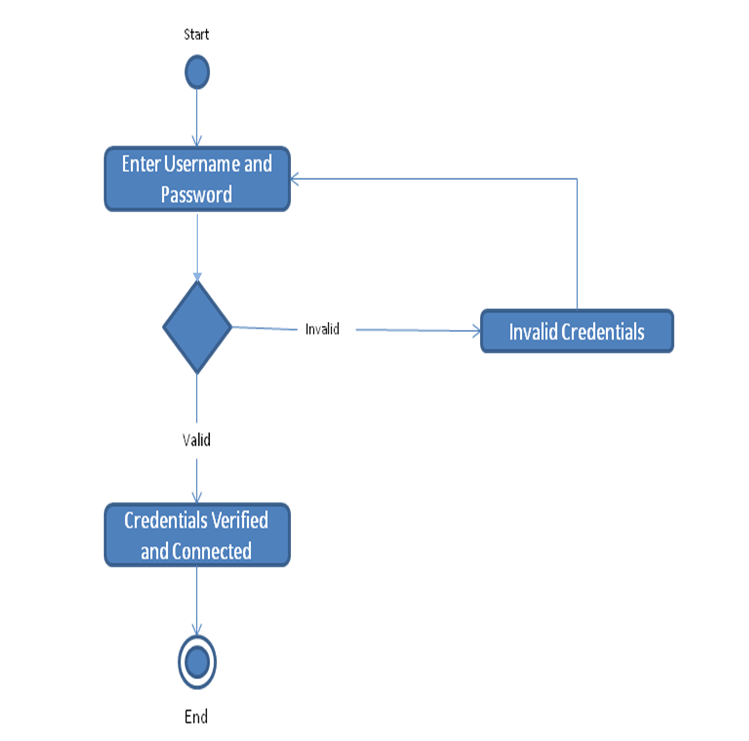 Start
Enter Username and
Password
Invalid
Invalid Credentials
Valid
Credentials Verified
and Connected
End